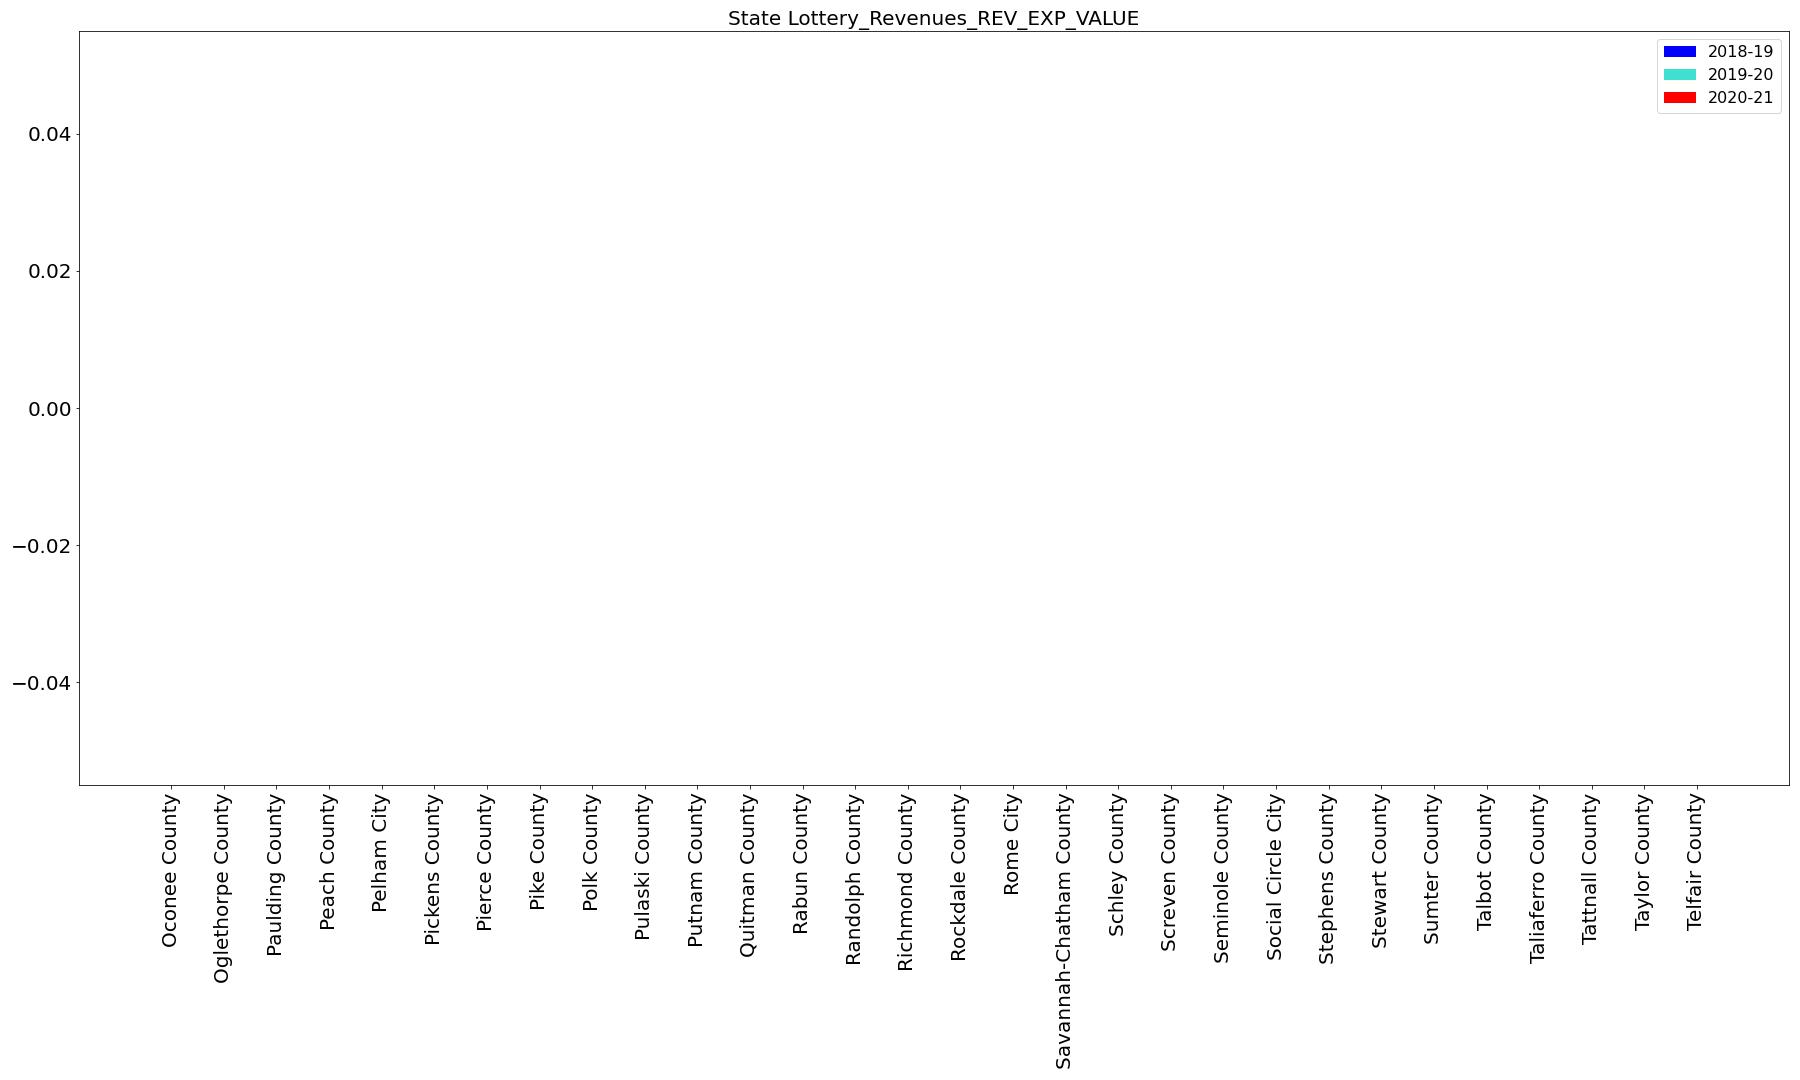 State Lottery_Revenues_REV_EXP_VALUE
2018-19
2019-20
2020-21
0.04
0.02
0.00
−0.02
−0.04
Oconee County
Oglethorpe County
Paulding County
Peach County
Pelham City
Pickens County
Pierce County
Pike County
Polk County
Pulaski County
Putnam County
Quitman County
Rabun County
Randolph County
Richmond County
Rockdale County
Rome City
Savannah-Chatham County
Schley County
Screven County
Seminole County
Social Circle City
Stephens County
Stewart County
Sumter County
Talbot County
Taliaferro County
Tattnall County
Taylor County
Telfair County